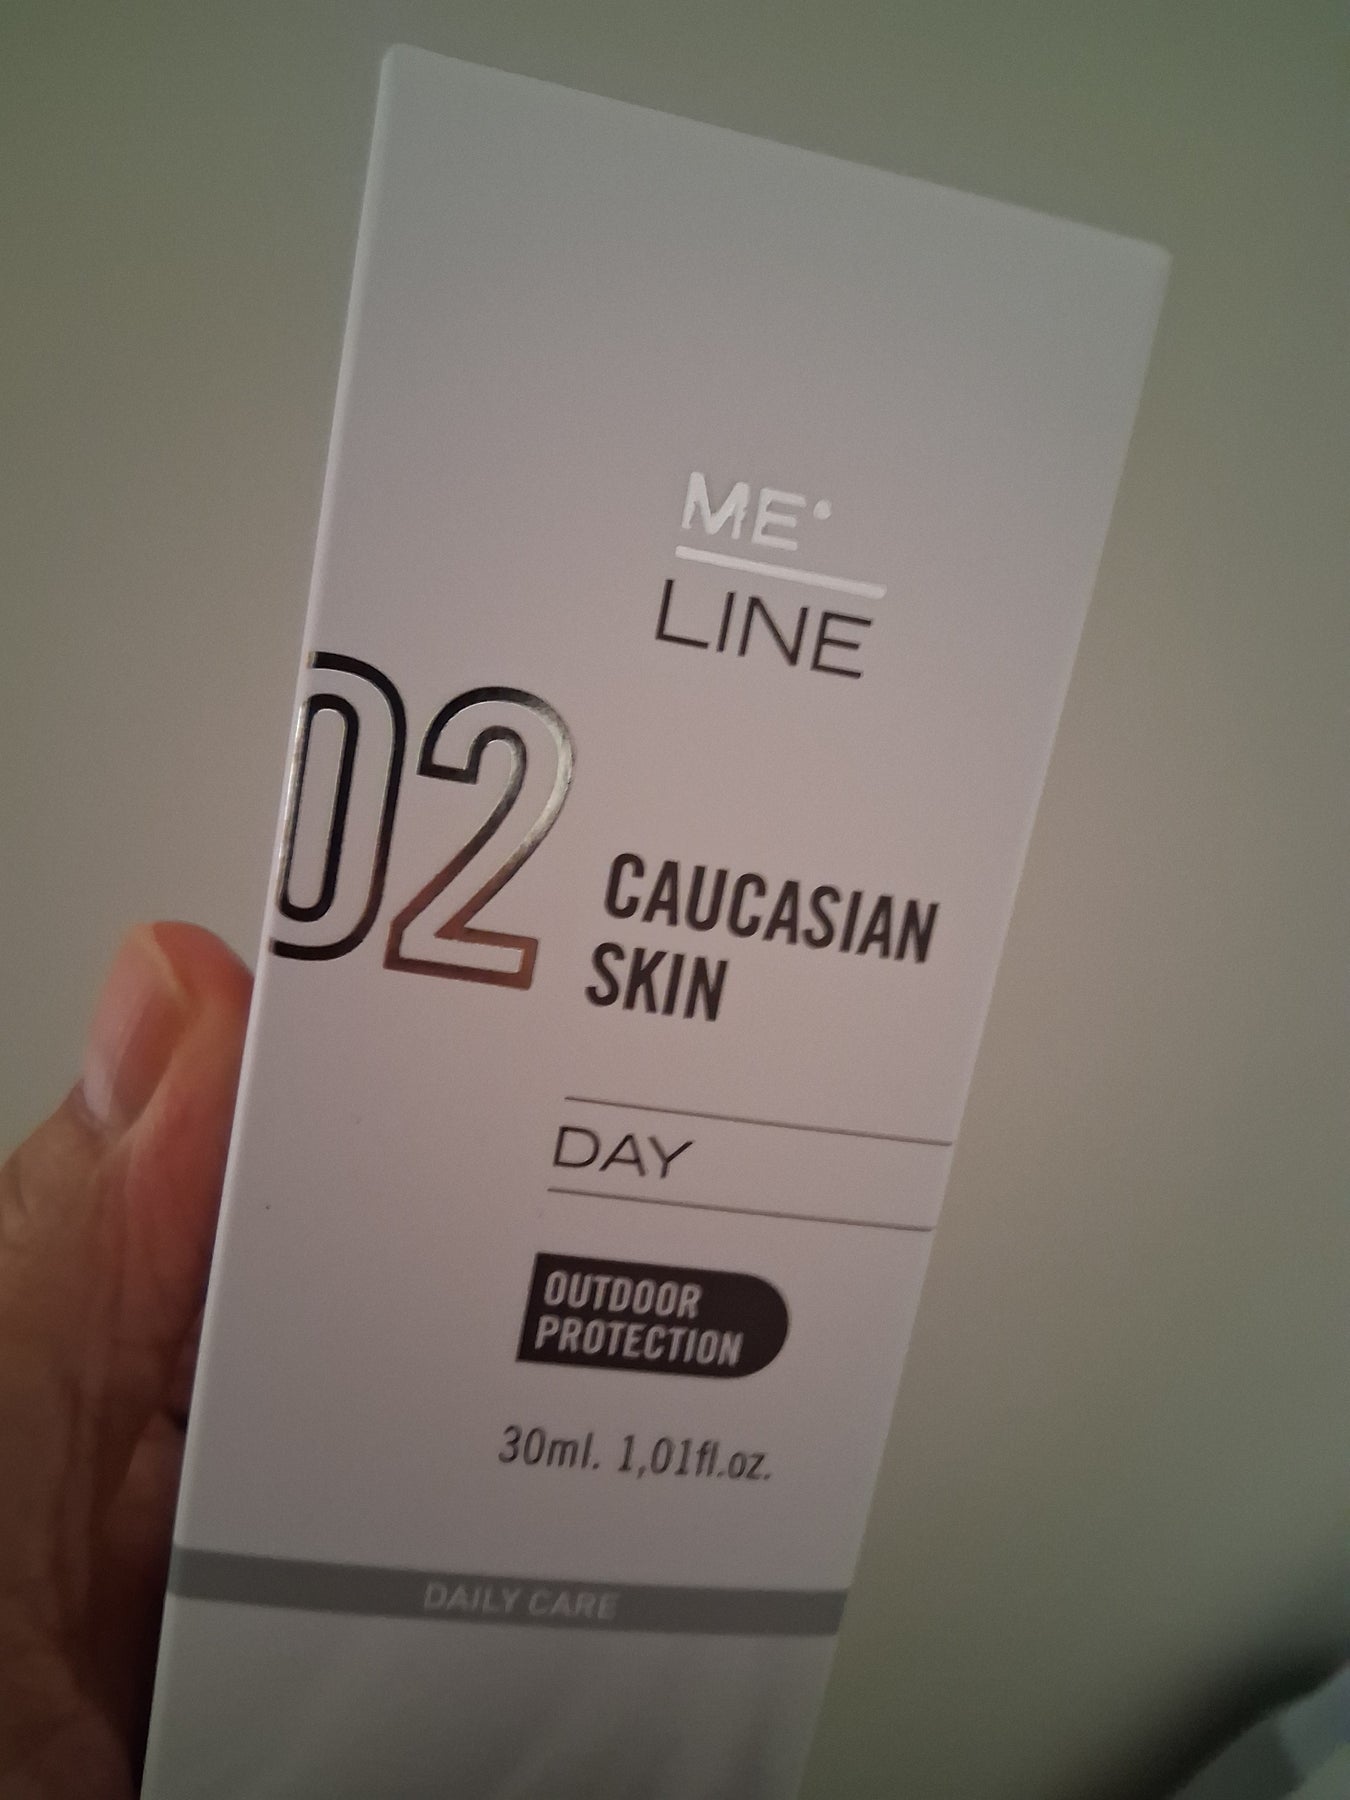 ME
LINE
02
CAUCASIAN
SKIN
DAY
OUTDOOR
PROTECTION
30ml. 1,01fl.oz.
DAILY CARE